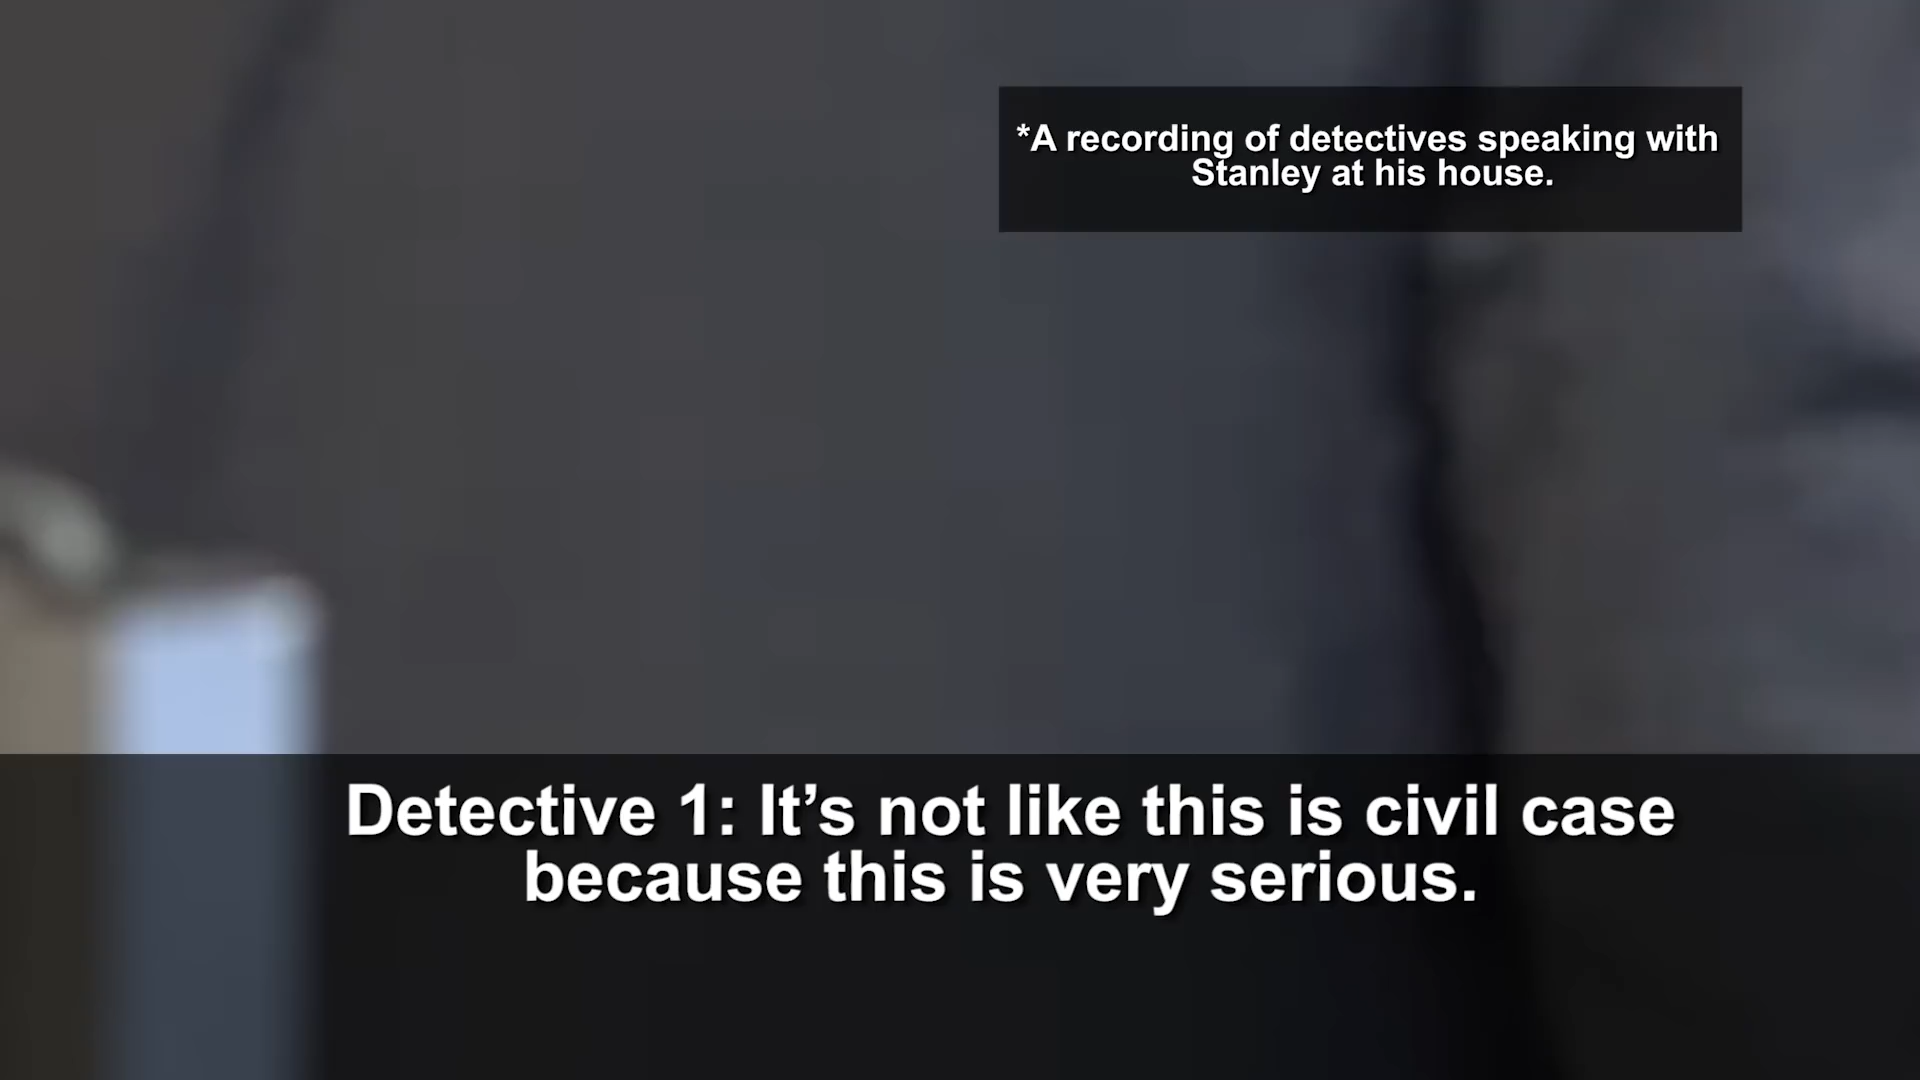 *A recording of detectives speaking with
Stanley at his house.
Detective 1: It’s not like this is civil case
because this is very serious.